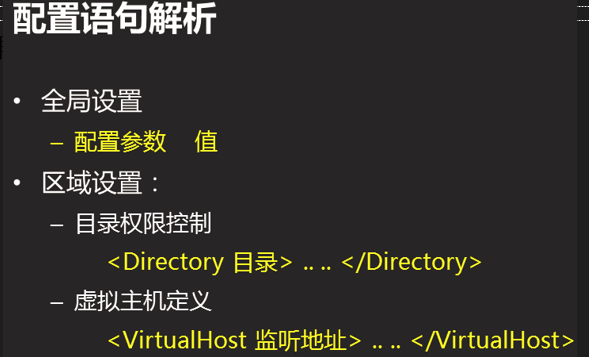 配置语句解析
• 全局设置
– 配置参数 值
• 区域设置：
– 目录权限控制
<Directory 目录> .. .. </Directory>
– 虚拟主机定义
<VirtualHost 监听地址> .. .. </VirtualHost>